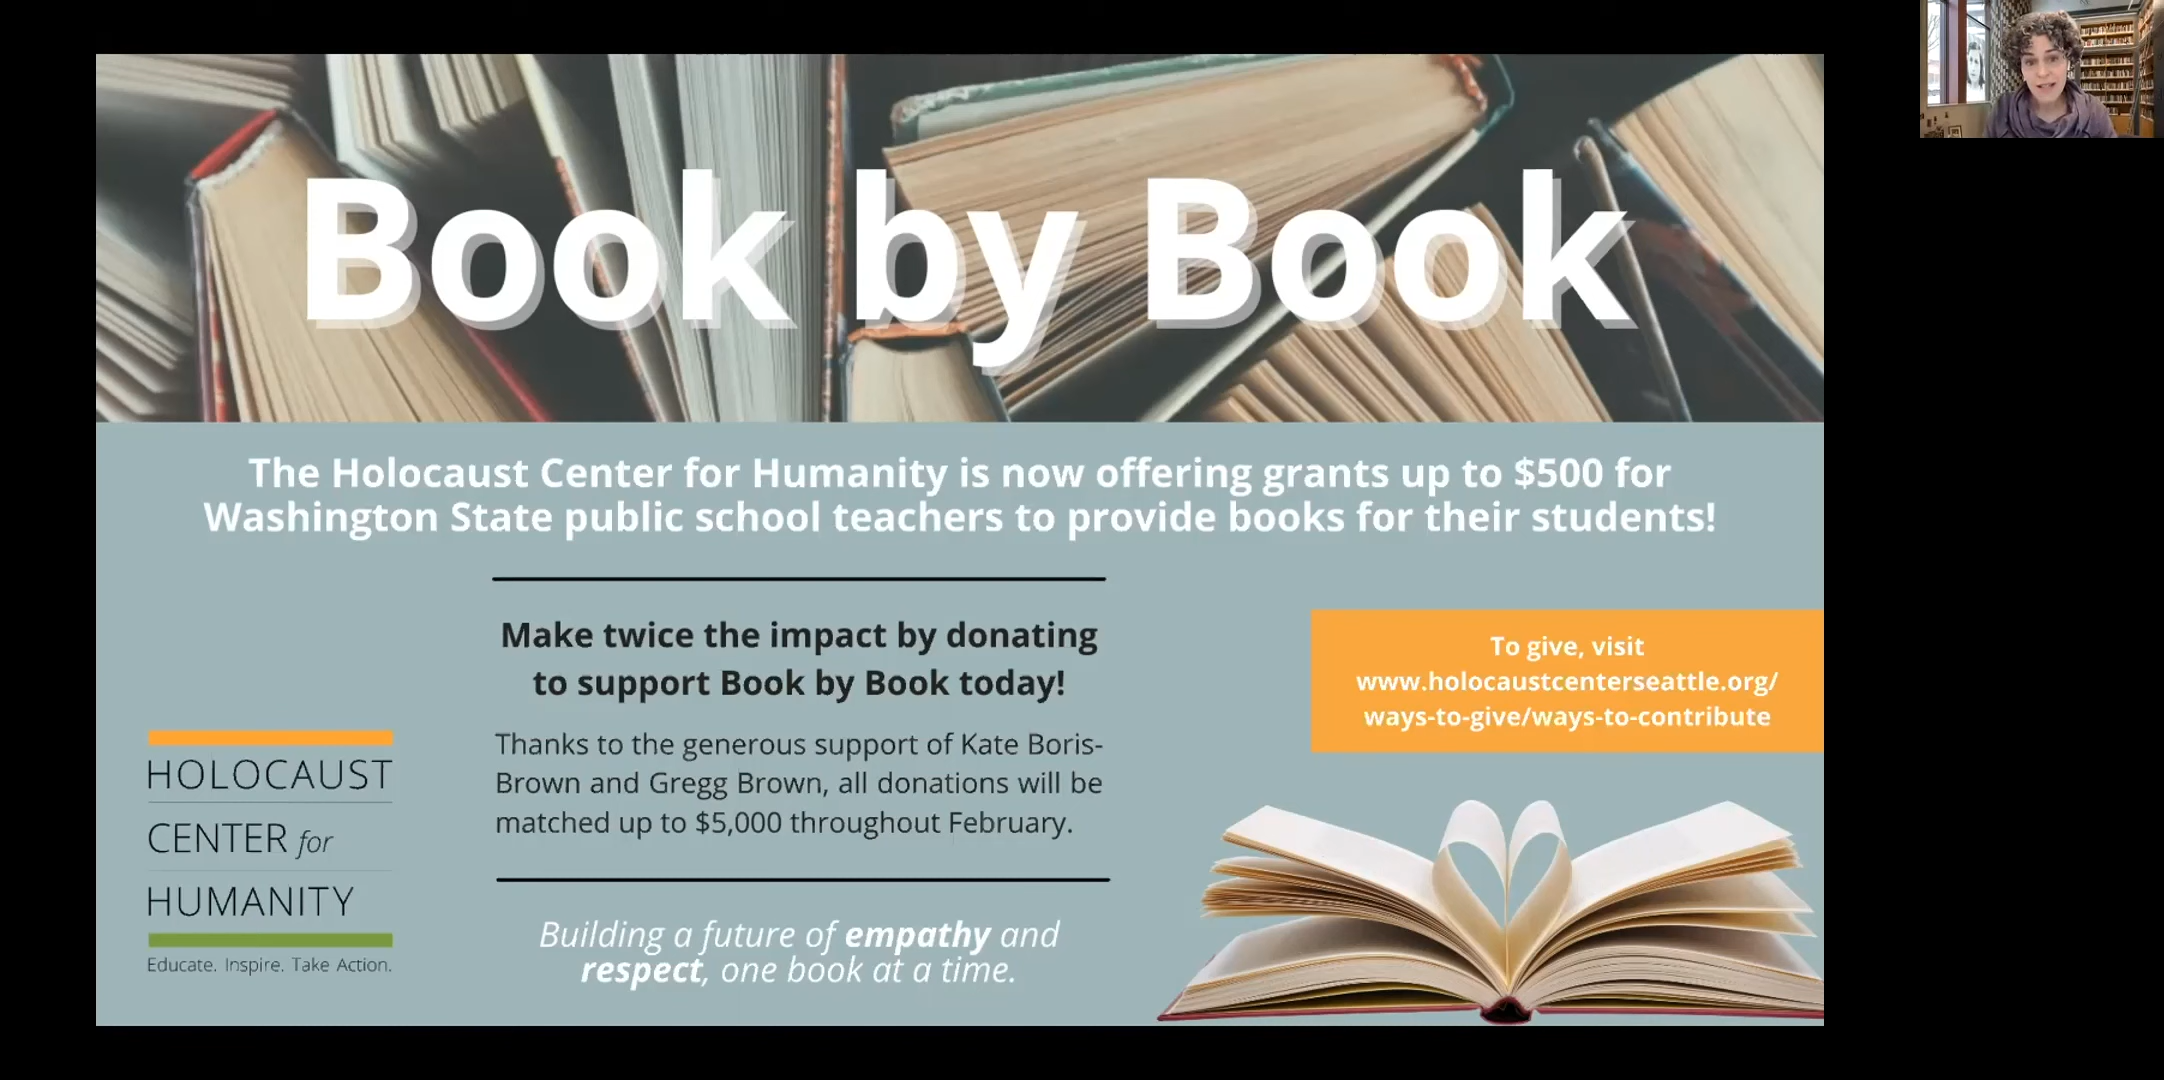 Book by Book
The Holocaust Center for Humanity is now offering grants up to $500 for
Washington State public school teachers to provide books for their students!
Make twice the impact by donating
to support Book by Book today!
Thanks to the generous support of Kate Boris-
Brown and Gregg Brown, all donations will be
matched up to $5,000 throughout February.
Building a future of empathy and
respect, one book at a time.
To give, visit
www.holocaustcenterseattle.org/
ways-to-give/ways-to-contribute
HOLOCAUST
CENTER for
HUMANITY
Educate. Inspire. Take Action.